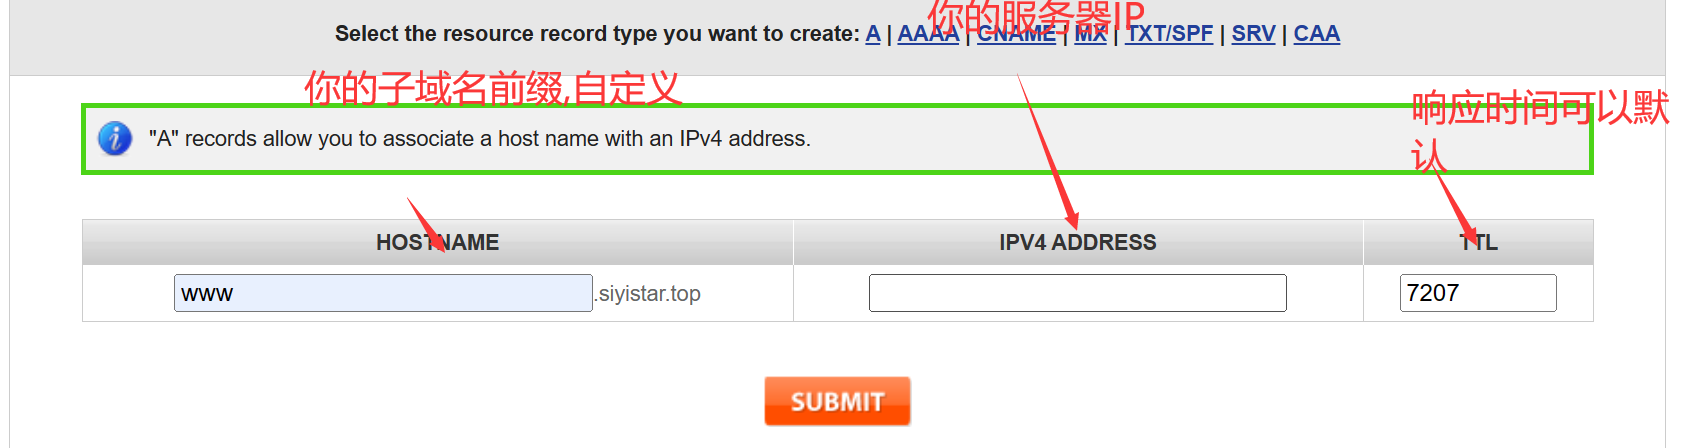 你的服务器IP
Select the resource record type you want to create: A | AAAA | CNAME | MX | TXT/SPF | SRV | CAA
你的子域名前缀,自定义
响应时间可以默
认
"A" records allow you to associate a host name with an IPv4 address.
HOSTNAME IPV4 ADDRESS TTL
www .siyistar.top 7207
SUBMIT